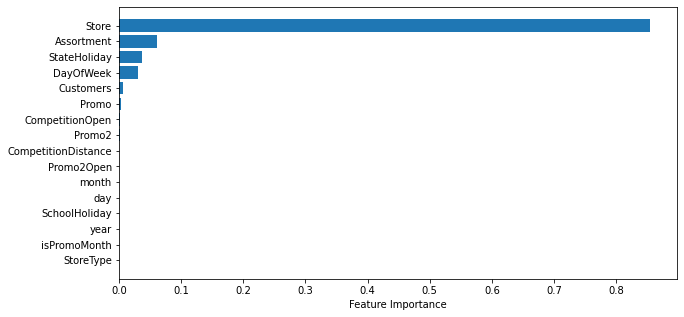 Store
Assortment
StateHoliday
DayOfWeek
Customers
Promo
CompetitionOpen
Promo2
CompetitionDistance
Promo2Open
month
day
SchoolHoliday
year
isPromoMonth
StoreType
0.0 0.1 0.2 0.3 0.4 0.5 0.6 0.7 0.8
Feature Importance